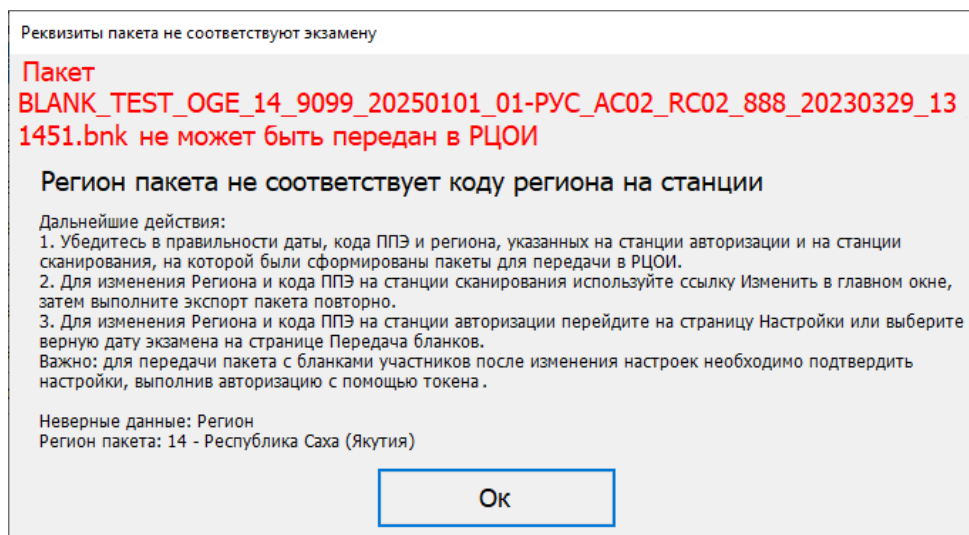 Реквизиты пакета не соответствуют экзамену
Пакет
BLANK_TEST_OGE_14_9099_20250101_01-РУС_AC02_RC02_888_20230329_13
1451.bnk не может быть передан в РЦОИ
Регион пакета не соответствует коду региона на станции
Дальнейшие действия:
1. Убедитесь в правильности даты, кода ППЭ и региона, указанных на станции авторизации и на станции
сканирования, на которой были сформированы пакеты для передачи в РЦОИ.
2. Для изменения Региона и кода ППЭ на станции сканирования используйте ссылку Изменить в главном окне,
затем выполните экспорт пакета повторно.
3. Для изменения Региона и кода ППЭ на станции авторизации перейдите на страницу Настройки или выберите
верную дату экзамена на странице Передача бланков.
Важно: для передачи пакета с бланками участников после изменения настроек необходимо подтвердить
настройки, выполнив авторизацию с помощью токена.
Неверные данные: Регион
Регион пакета: 14 - Республика Саха (Якутия)
Ок